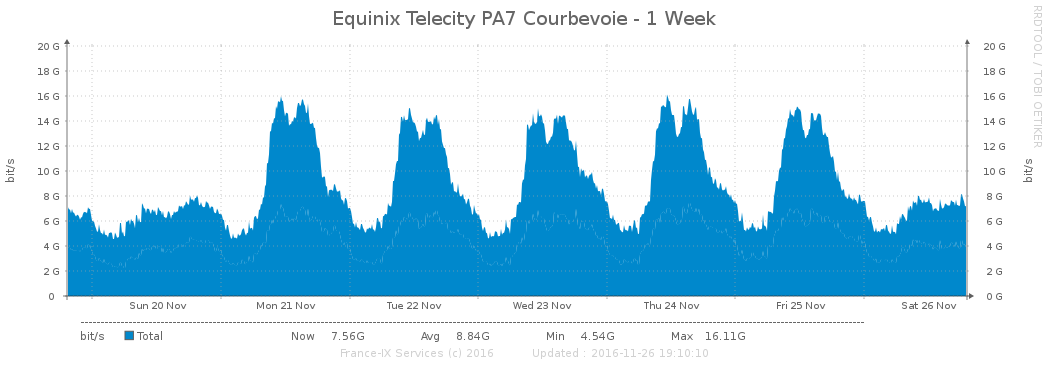 Equinix Telecity PA7 Courbevoie - 1 Week
RRDTOOL / TOBI OETIKER
bit/s
20 G
18 G
16 G
14 G
12 G
10 G
8 G
6 G
4 G
2 G
0
20 G
18 G
16 G
14 G
12 G
10 G
8 G
6 G
4 G
2 G
0 G
bit/s
Sun 20 Nov Mon 21 Nov Tue 22 Nov Wed 23 Nov Thu 24 Nov Fri 25 Nov Sat 26 Nov
bit/s Total Now 7.56G Avg 8.84G Min 4.54G Max 16.11G
France-IX Services (c) 2016 Updated : 2016-11-26 19:10:10